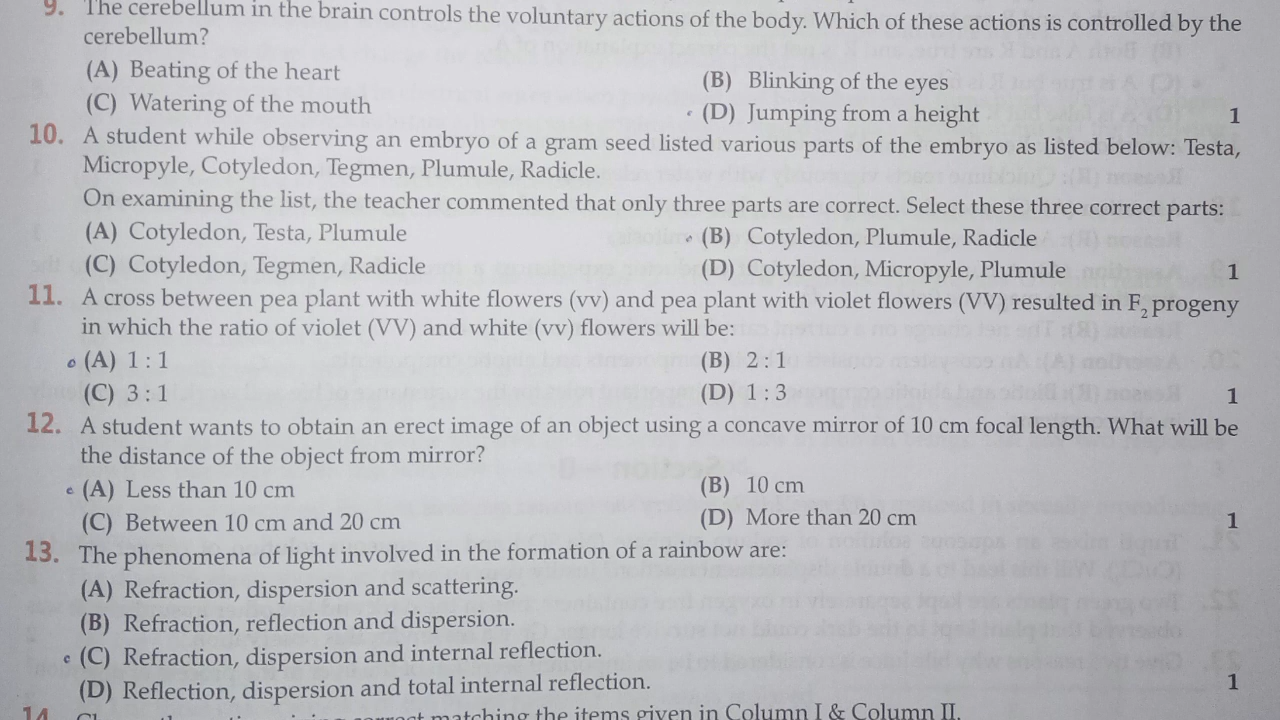 9. The cerebellum in the brain controls the voluntary actions of the body. Which of these actions is controlled by the
cerebellum?
(A) Beating of the heart (B) Blinking of the eyes
(C) Watering of the mouth (D) Jumping from a height 1
10. A student while observing an embryo of a gram seed listed various parts of the embryo as listed below: Testa,
Micropyle, Cotyledon, Tegmen, Plumule, Radicle.
On examining the list, the teacher commented that only three parts are correct. Select these three correct parts:
(A) Cotyledon, Testa, Plumule (B) Cotyledon, Plumule, Radicle
(C) Cotyledon, Tegmen, Radicle (D) Cotyledon, Micropyle, Plumule 1
11. A cross between pea plant with white flowers (vv) and pea plant with violet flowers (VV) resulted in F₂ progeny
in which the ratio of violet (VV) and white (vv) flowers will be:
(A) 1 : 1 (B) 2 : 1
(C) 3 : 1 (D) 1 : 3 1
12. A student wants to obtain an erect image of an object using a concave mirror of 10 cm focal length. What will be
the distance of the object from mirror?
(A) Less than 10 cm (B) 10 cm
(C) Between 10 cm and 20 cm (D) More than 20 cm 1
13. The phenomena of light involved in the formation of a rainbow are:
(A) Refraction, dispersion and scattering.
(B) Refraction, reflection and dispersion.
(C) Refraction, dispersion and internal reflection.
(D) Reflection, dispersion and total internal reflection. 1
14 matching the items given in Column I & Column II.